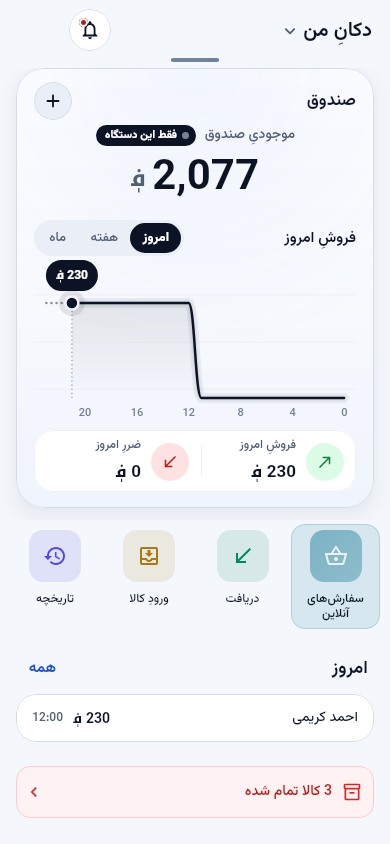 دکانِ من
صندوق
موجودیِ صندوق
فقط این دستگاه
2,077 ؋
فروشِ امروز
امروز
هفته
ماه
230 ؋
20 16 12 8 4 0
فروشِ امروز
230 ؋
ضررِ امروز
0 ؋
سفارش‌های
آنلاین
دریافت
ورودِ کالا
تاریخچه
امروز
همه
احمد کریمی
230 ؋
12:00
3 کالا تمام شده